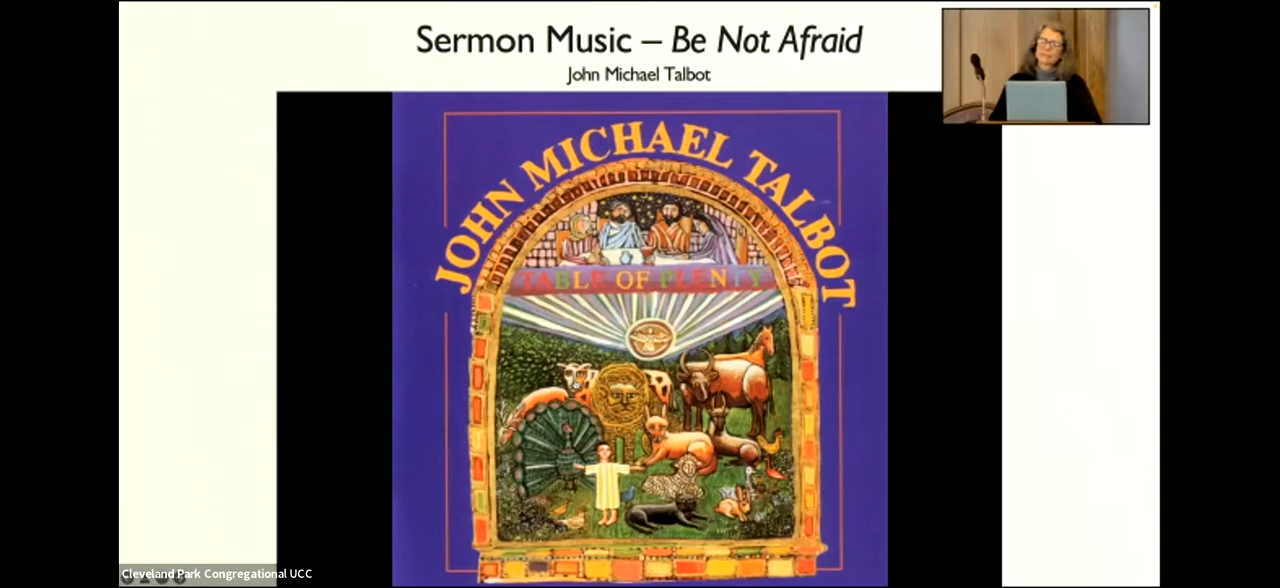 Sermon Music – Be Not Afraid
John Michael Talbot
JOHN MICHAEL TALBOT
TABLE OF PLENTY
Cleveland Park Congregational UCC